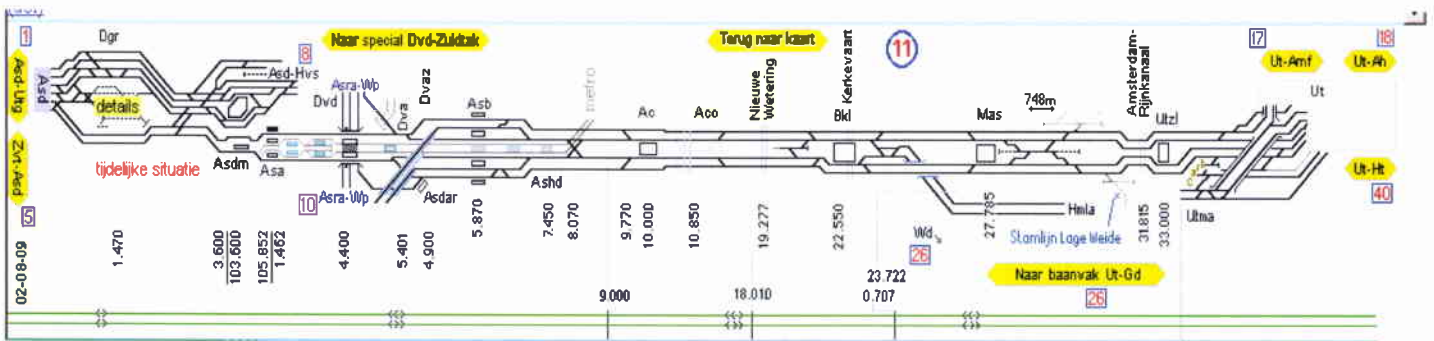 1
Dgr
Asd-Utg
Asd
details
Zvt-Asd
5
02-08-09
tijdelijke situatie
8
Asd-Hvs
Naar special Dvd-Zuidtak
Asra-Wp
Dvd
Dva
Dvaz
Asb
metro
Terug naar kaart
11
Ac
Aco
Nieuwe
Wetering
Bkl
Kerkevaart
Mas
748m
Amsterdam-
Rijnkanaal
Utzl
17
18
Ut-Amf
Ut-Ah
Ut
Asdm
Asa
10
Asra-Wp
Asdar
Ashd
Wd
26
Hmla
Stamlijn Lage Weide
Utma
Ut-Ht
40
1.470
3.600
103.600
105.852
1.462
4.400
5.401
4.900
5.870
7.450
8.070
9.770
10.000
10.850
19.277
22.550
27.785
31.815
33.000
Naar baanvak Ut-Gd
26
9.000
18.010
23.722
0.707